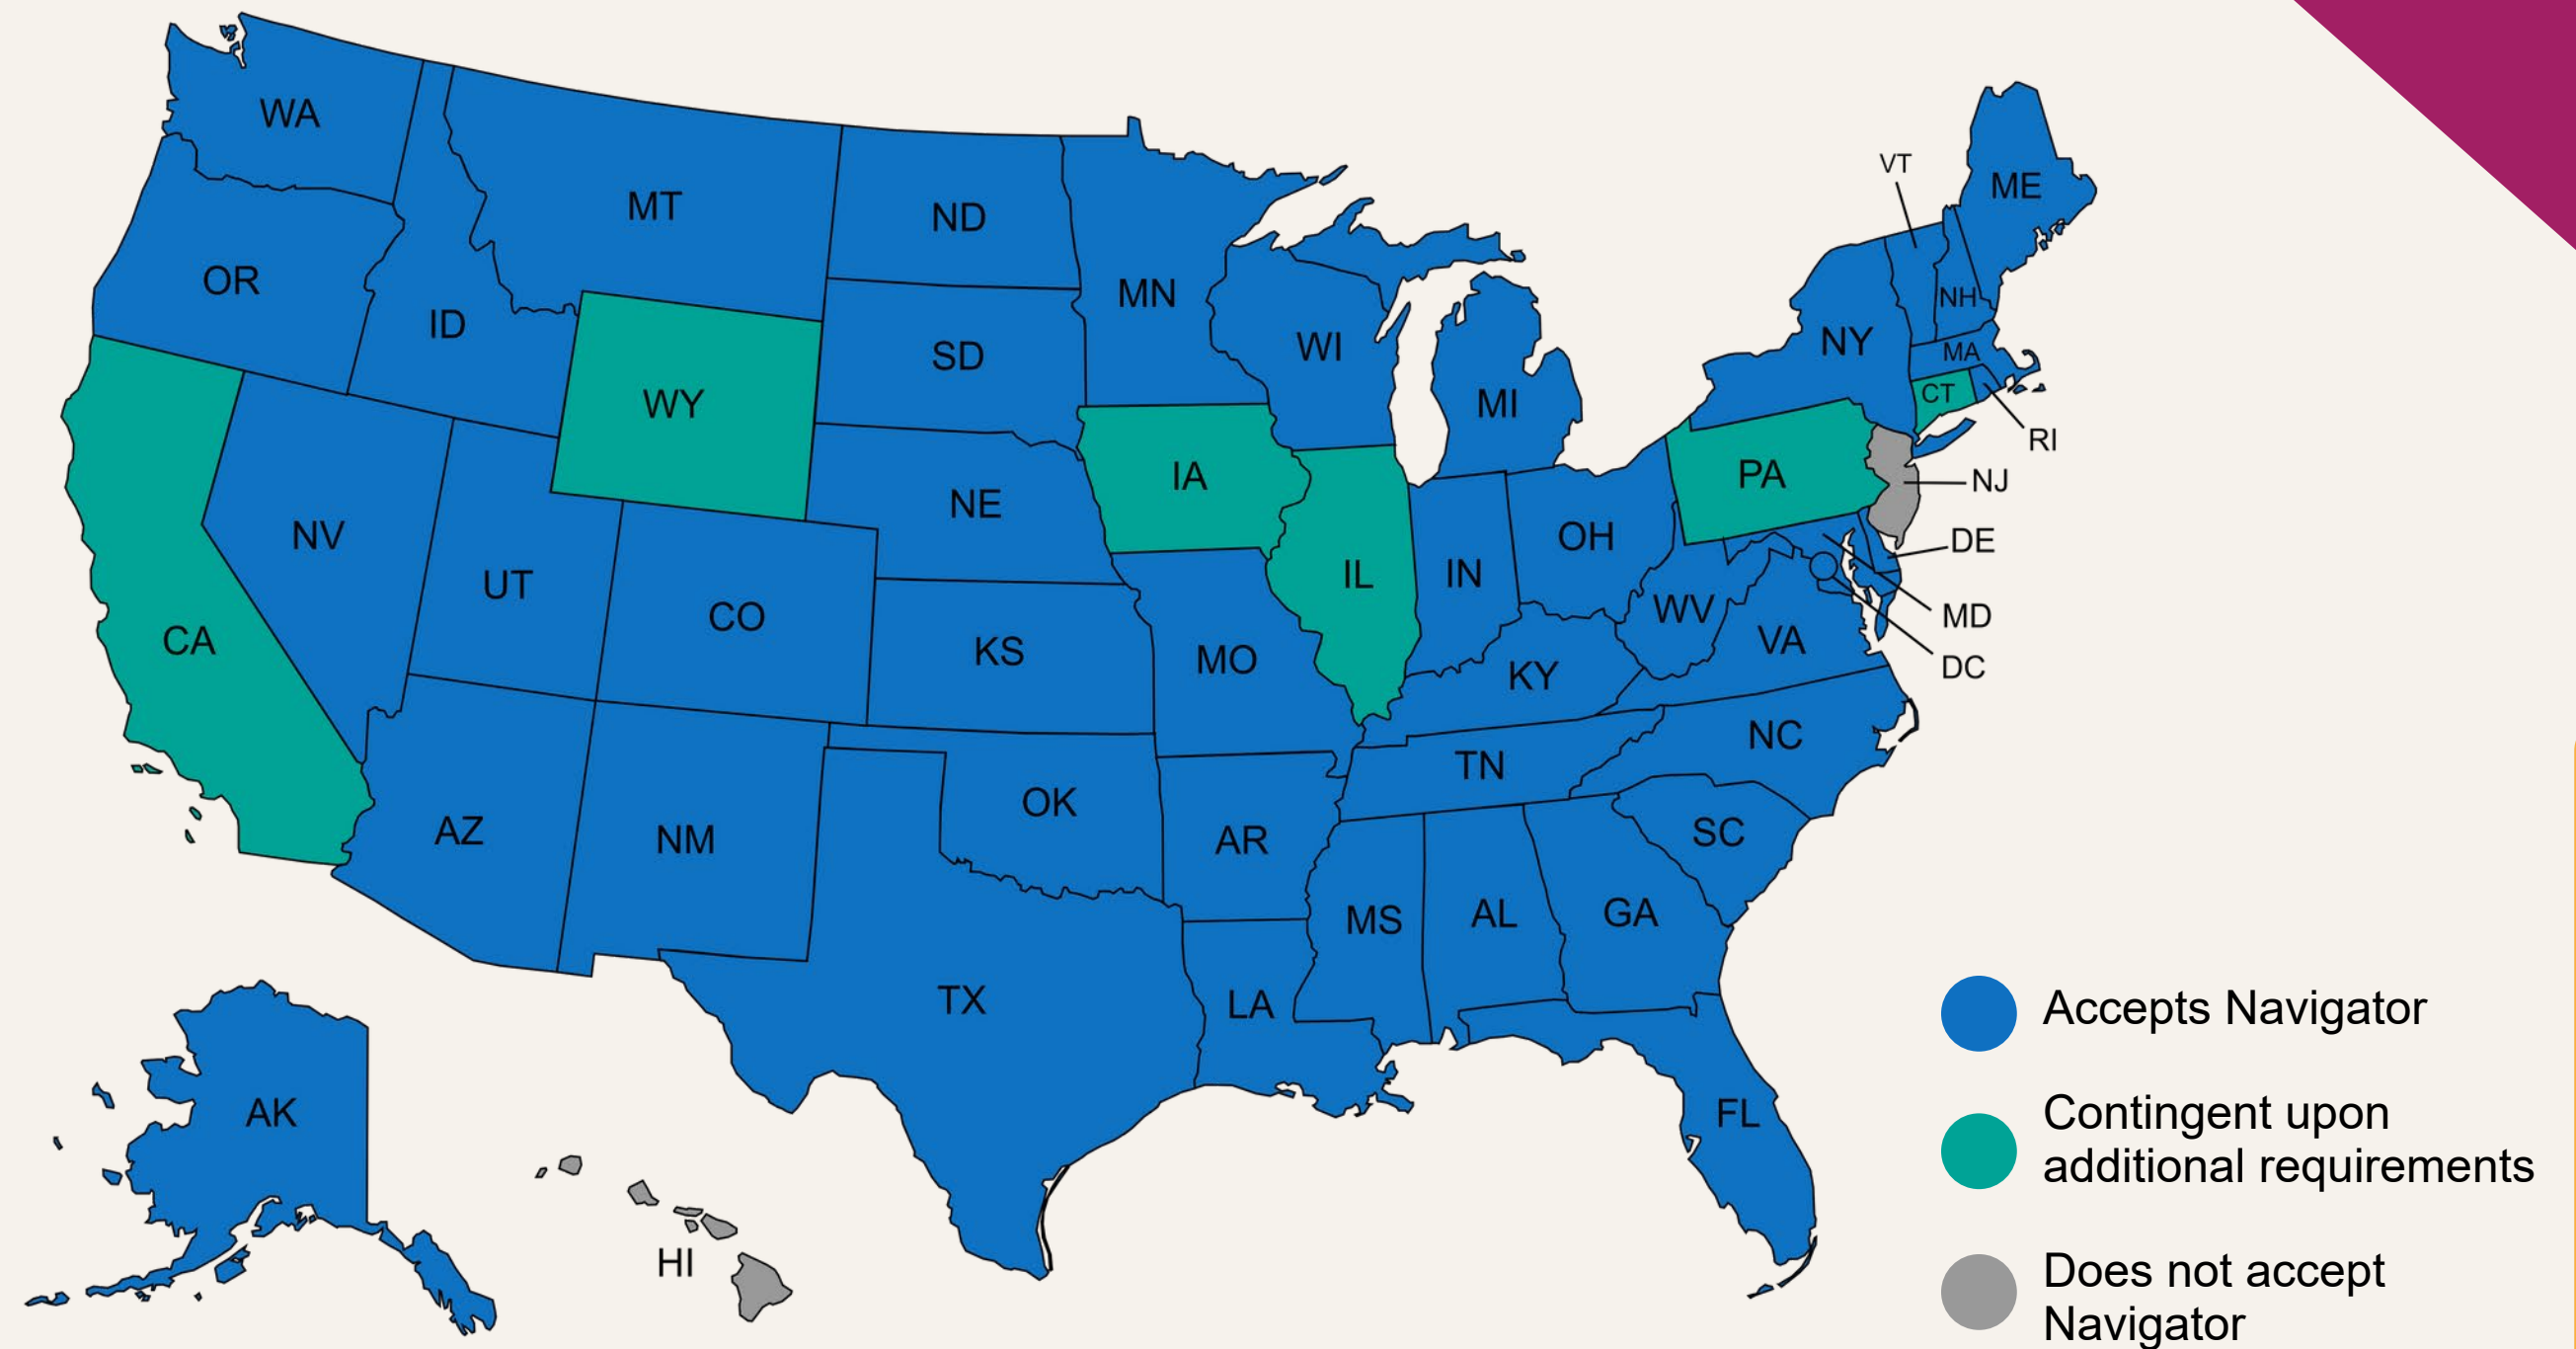 WA
MT
ND
MN
VT
ME
OR
ID
SD
WI
MI
NY
NH
MA
CT
RI
WY
IA
NE
PA
NJ
NV
UT
CO
IL
IN
OH
DE
WV
MD
VA
DC
CA
KS
MO
KY
NC
TN
AZ
NM
OK
AR
SC
MS
AL
GA
TX
LA
FL
AK
HI
Accepts Navigator
Contingent upon
additional requirements
Does not accept
Navigator